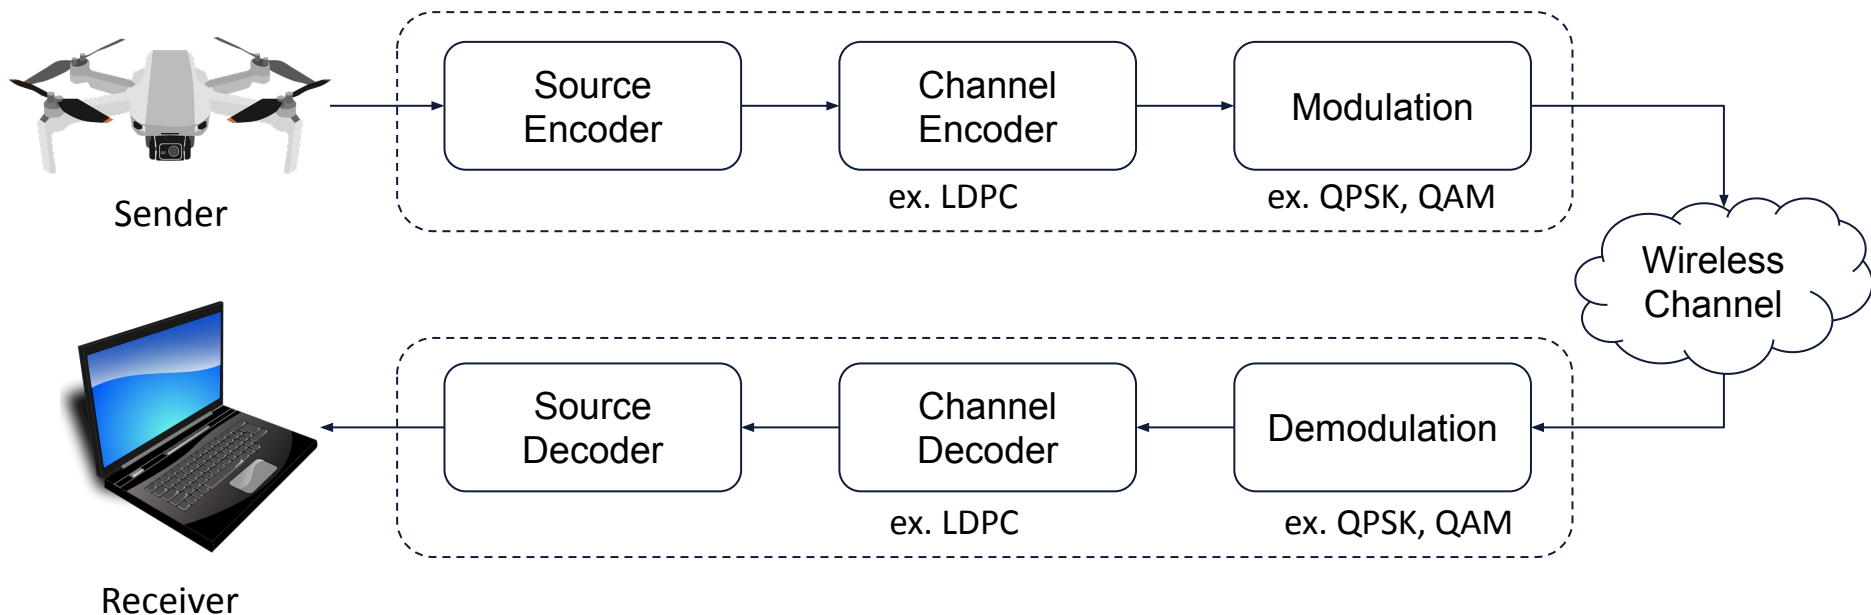 Source
Encoder
Channel
Encoder
Modulation
ex. LDPC
ex. QPSK, QAM
Sender
Wireless
Channel
Source
Decoder
Channel
Decoder
Demodulation
ex. LDPC
ex. QPSK, QAM
Receiver